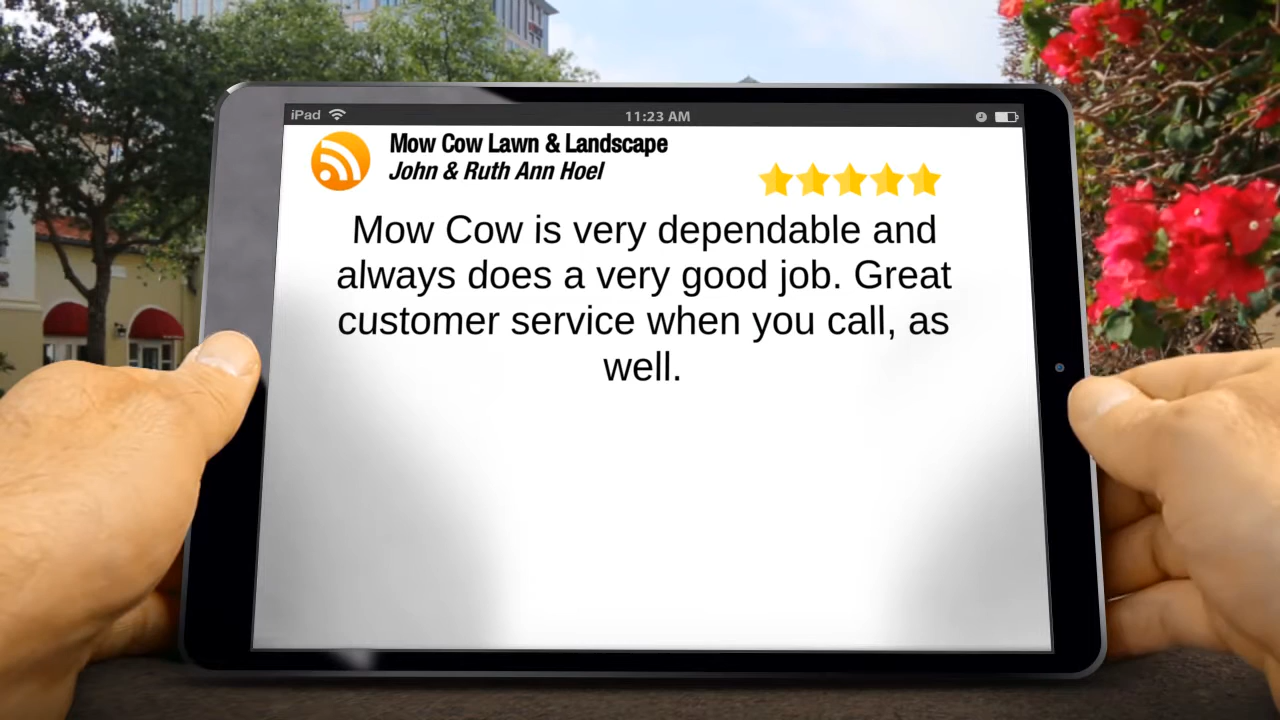 iPad 11:23 AM
Mow Cow Lawn & Landscape
John & Ruth Ann Hoel
Mow Cow is very dependable and
always does a very good job. Great
customer service when you call, as
well.